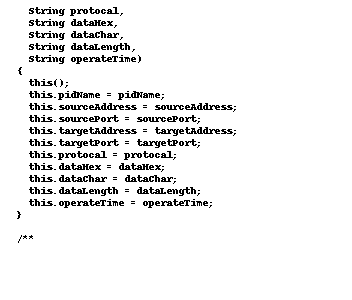 String protocal,
String dataHex,
String dataChar,
String dataLength,
String operateTime)
{
this();
this.pidName = pidName;
this.sourceAddress = sourceAddress;
this.sourcePort = sourcePort;
this.targetAddress = targetAddress;
this.targetPort = targetPort;
this.protocal = protocal;
this.dataHex = dataHex;
this.dataChar = dataChar;
this.dataLength = dataLength;
this.operateTime = operateTime;
}
/**